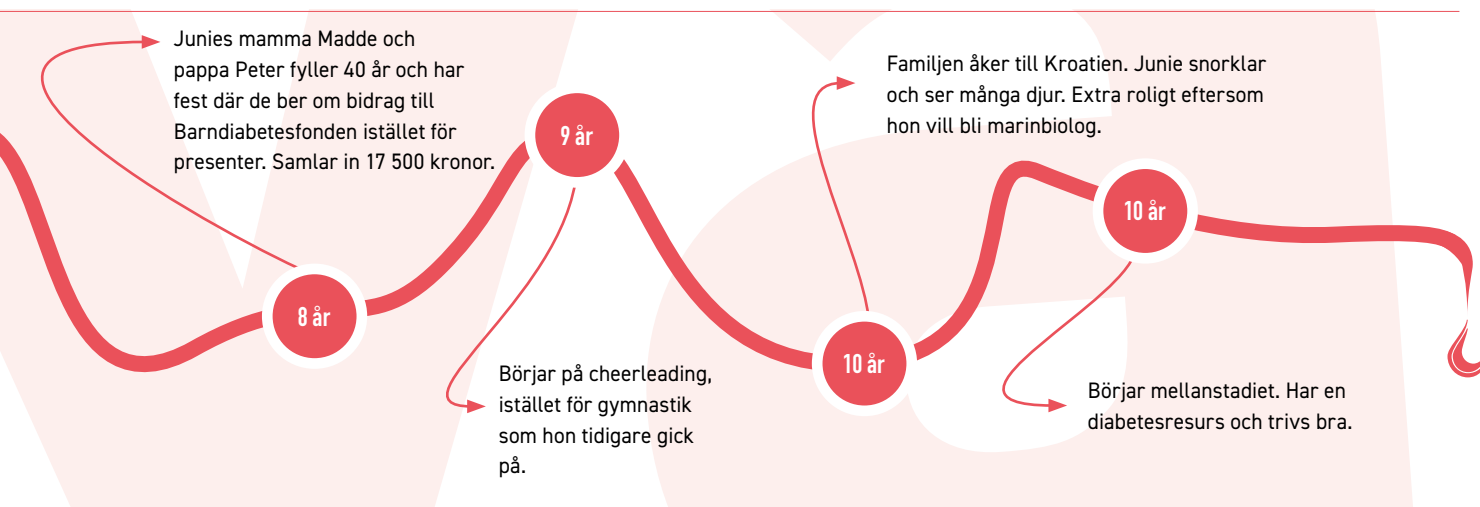 Junies mamma Madde och
pappa Peter fyller 40 år och har
fest där de ber om bidrag till
Barndiabetesfonden istället för
presenter. Samlar in 17 500 kronor.
8 år
9 år
Börjar på cheerleading,
istället för gymnastik
som hon tidigare gick
på.
Familjen åker till Kroatien. Junie snorklar
och ser många djur. Extra roligt eftersom
hon vill bli marinbiolog.
10 år
10 år
Börjar mellanstadiet. Har en
diabetesresurs och trivs bra.